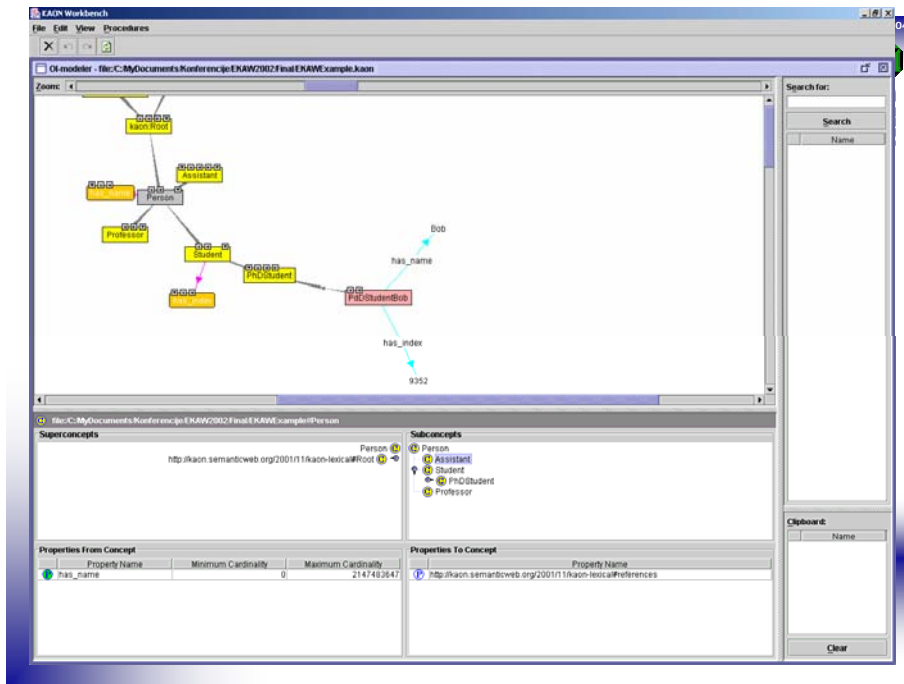 KAON Workbench
File Edit View Procedures
OI-modeler - file:C:/MyDocuments/Konferencije/EKAW2002/Final/EKAWExample.kaon
Zoom:
Search for:
Search
Name
kaon:Root
Assistant
has_name
Person
Professor
Student
PhDStudent
has_index
PdDStudentBob
Bob
has_name
has_index
9352
file:C:/MyDocuments/Konferencije/EKAW2002/Final/EKAWExample#Person
Superconcepts
Person
http://kaon.semanticweb.org/2001/11/kaon-lexical#Root
Subconcepts
Person
Assistant
Student
PhDStudent
Professor
Clipboard:
Name
Properties From Concept
Property Name Minimum Cardinality Maximum Cardinality
has_name 0 2147483647
Properties To Concept
Property Name
http://kaon.semanticweb.org/2001/11/kaon-lexical#references
Clear